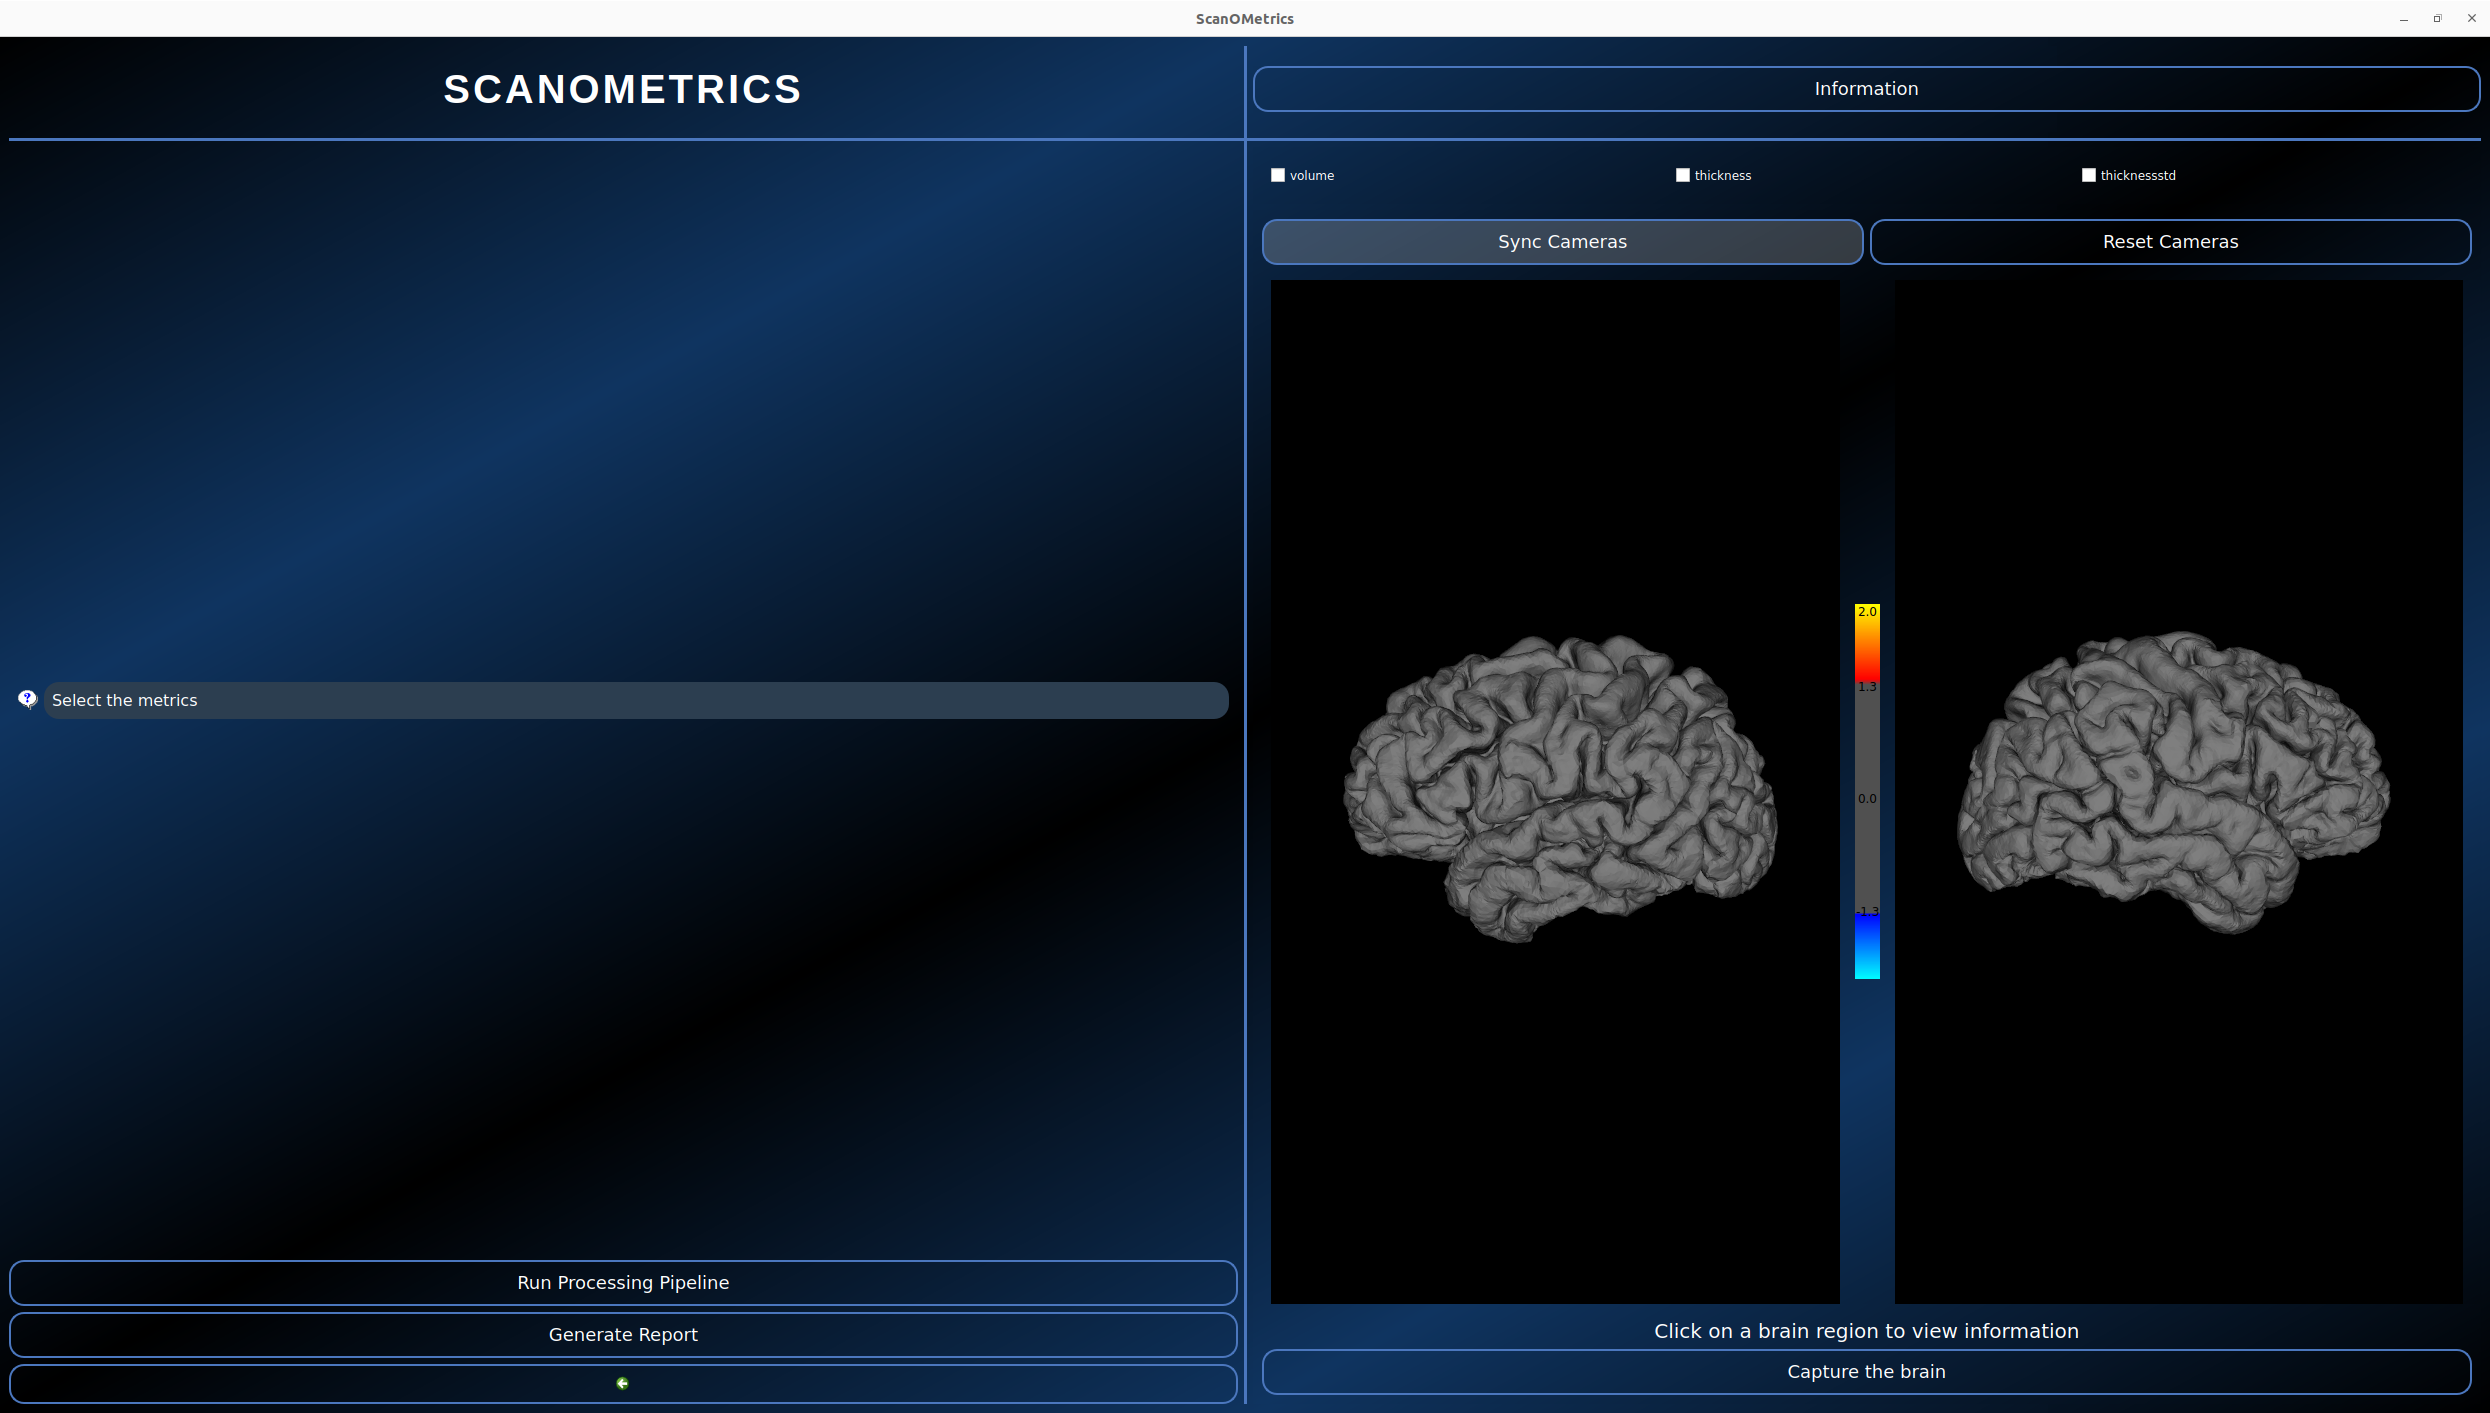 ScanOMetrics
SCANOMETRICS
Information
volume thickness thicknessstd
Sync Cameras Reset Cameras
2.0
1.3
Select the metrics
0.0
-1.3
Run Processing Pipeline
Generate Report
Click on a brain region to view information
Capture the brain